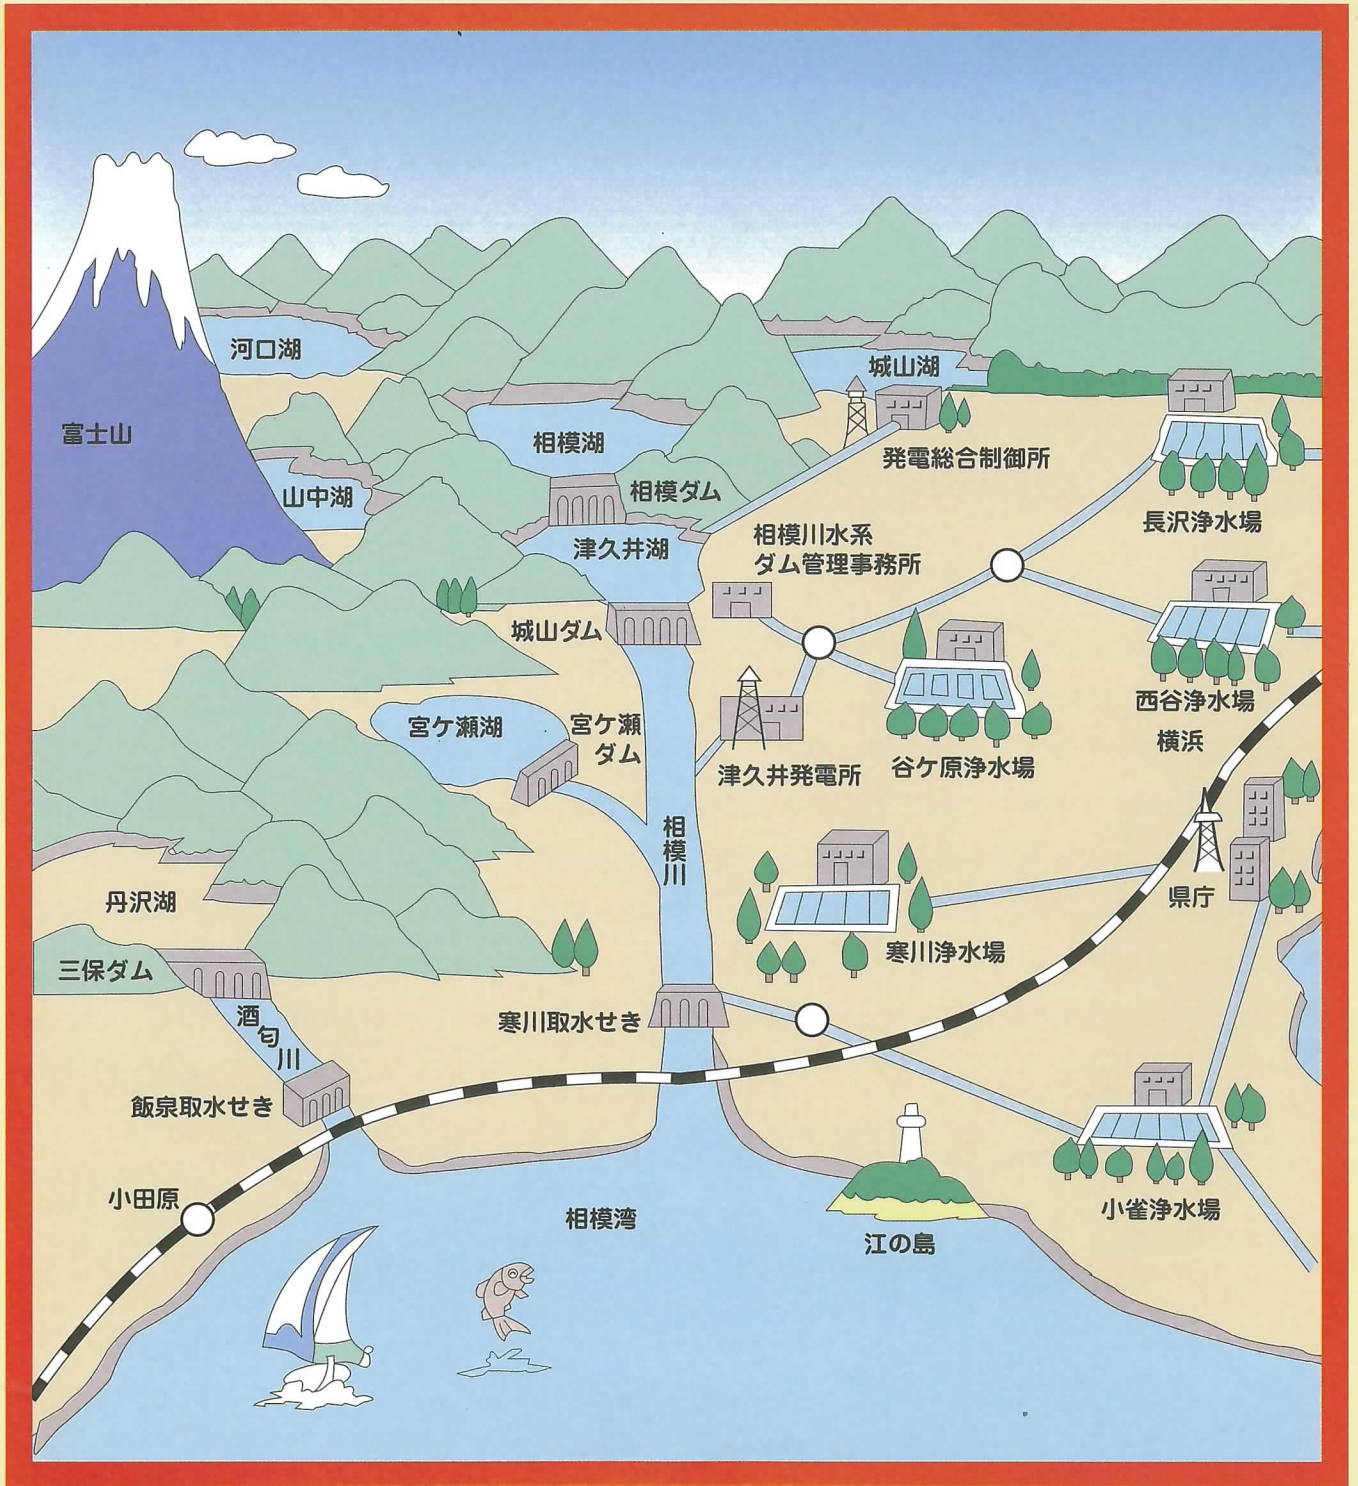 河口湖
城山湖
富士山
相模湖
発電総合制御所
山中湖
相模ダム
長沢浄水場
相模川水系
ダム管理事務所
津久井湖
城山ダム
西谷浄水場
宮ケ瀬湖
宮ケ瀬
ダム
横浜
津久井発電所
谷ケ原浄水場
相模川
丹沢湖
県庁
寒川浄水場
三保ダム
酒匂川
寒川取水せき
飯泉取水せき
小田原
相模湾
江の島
小雀浄水場